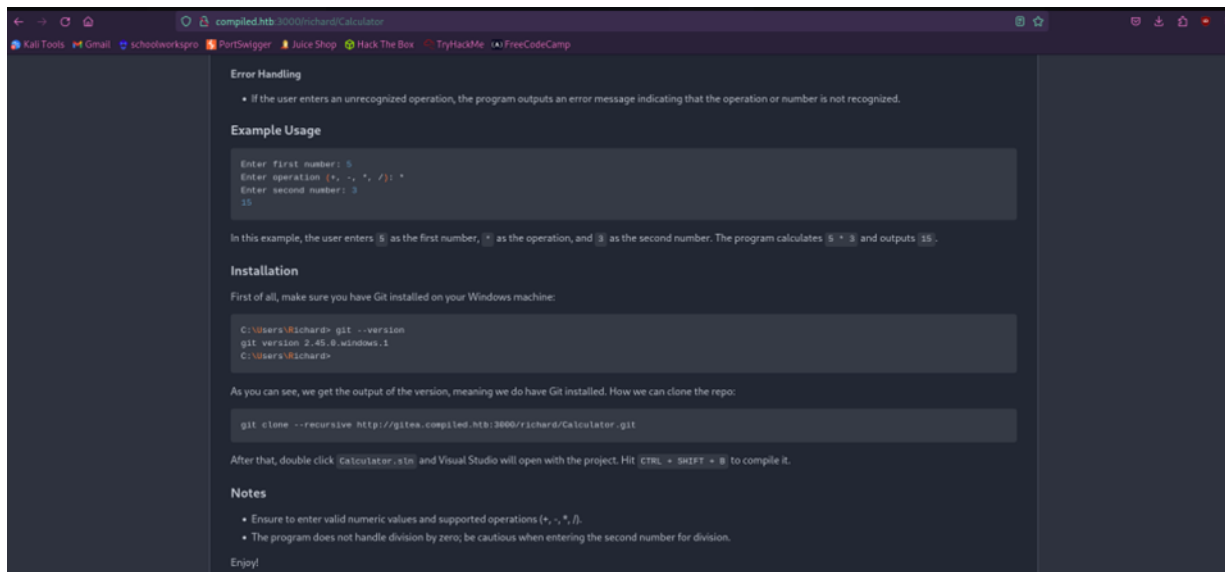 compiled.htb:3000/richard/Calculator
Kali Tools M Gmail schoolworkspro PortSwigger Juice Shop Hack The Box TryHackMe (A) FreeCodeCamp
Error Handling
• If the user enters an unrecognized operation, the program outputs an error message indicating that the operation or number is not recognized.
Example Usage
Enter first number: 5
Enter operation (+, -, *, /): *
Enter second number: 3
15
In this example, the user enters 5 as the first number, * as the operation, and 3 as the second number. The program calculates 5 * 3 and outputs 15 .
Installation
First of all, make sure you have Git installed on your Windows machine:
C:\Users\Richard> git --version
git version 2.45.0.windows.1
C:\Users\Richard>
As you can see, we get the output of the version, meaning we do have Git installed. How we can clone the repo:
git clone --recursive http://gitea.compiled.htb:3000/richard/Calculator.git
After that, double click Calculator.sln and Visual Studio will open with the project. Hit CTRL + SHIFT + B to compile it.
Notes
• Ensure to enter valid numeric values and supported operations (+, -, *, /).
• The program does not handle division by zero; be cautious when entering the second number for division.
Enjoy!